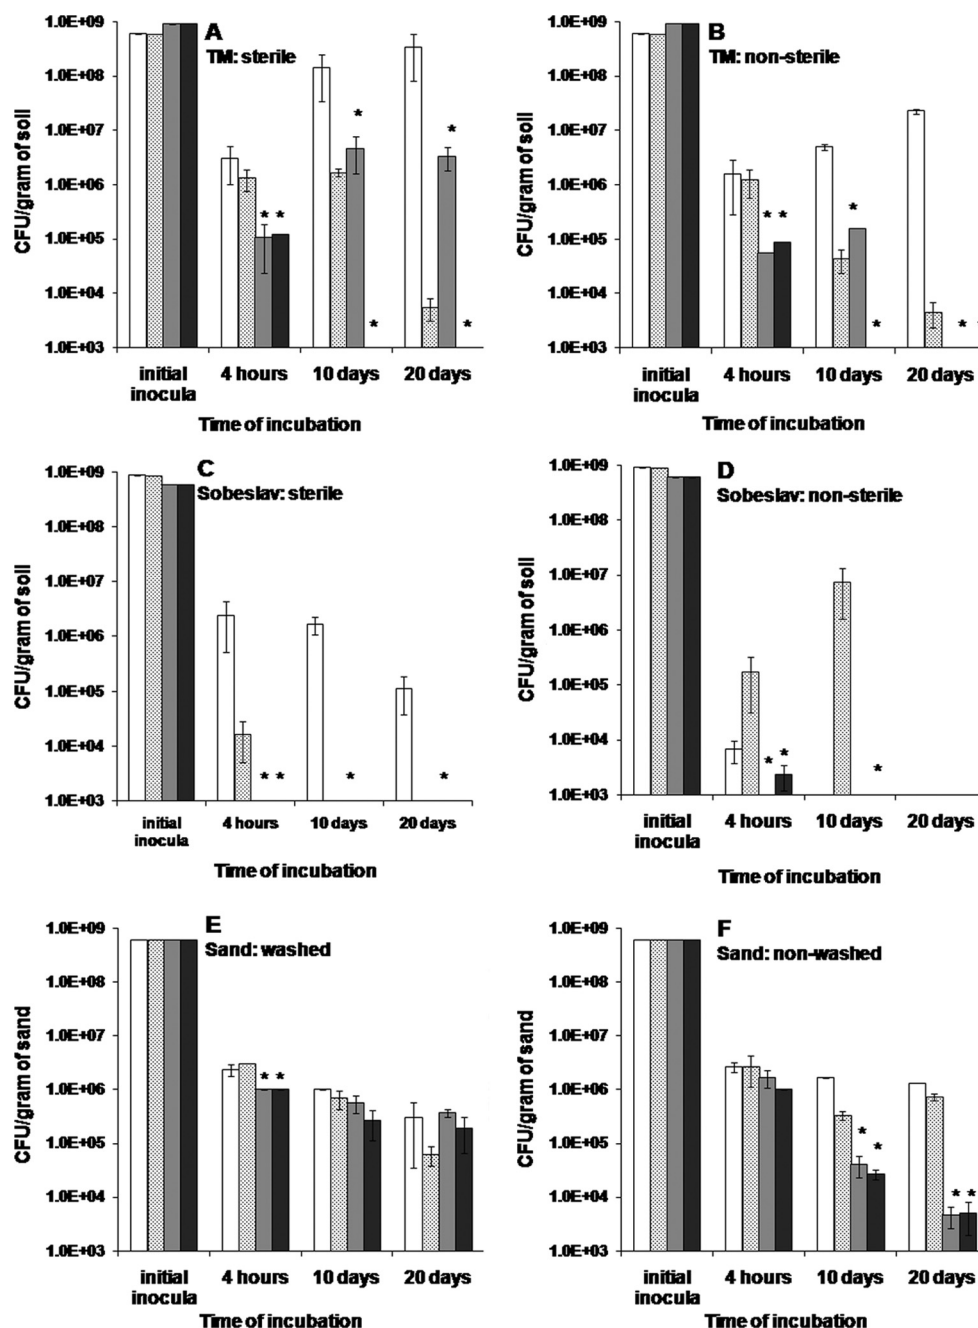 A
TM: sterile
CFU/gram of soil
1.0E+09
1.0E+08
1.0E+07
1.0E+06
1.0E+05
1.0E+04
1.0E+03
* *
*
*
*
*
initial inocula 4 hours 10 days 20 days
Time of incubation
B
TM: non-sterile
CFU/gram of soil
1.0E+09
1.0E+08
1.0E+07
1.0E+06
1.0E+05
1.0E+04
1.0E+03
* *
*
*
* *
initial inocula 4 hours 10 days 20 days
Time of incubation
C
Sobeslav: sterile
CFU/gram of soil
1.0E+09
1.0E+08
1.0E+07
1.0E+06
1.0E+05
1.0E+04
1.0E+03
* * * *
initial inocula 4 hours 10 days 20 days
Time of incubation
D
Sobeslav: non-sterile
CFU/gram of soil
1.0E+09
1.0E+08
1.0E+07
1.0E+06
1.0E+05
1.0E+04
1.0E+03
* * *
initial inocula 4 hours 10 days 20 days
Time of incubation
E
Sand: washed
CFU/gram of sand
1.0E+09
1.0E+08
1.0E+07
1.0E+06
1.0E+05
1.0E+04
1.0E+03
* *
initial inocula 4 hours 10 days 20 days
Time of incubation
F
Sand: non-washed
CFU/gram of sand
1.0E+09
1.0E+08
1.0E+07
1.0E+06
1.0E+05
1.0E+04
1.0E+03
* *
* *
initial inocula 4 hours 10 days 20 days
Time of incubation